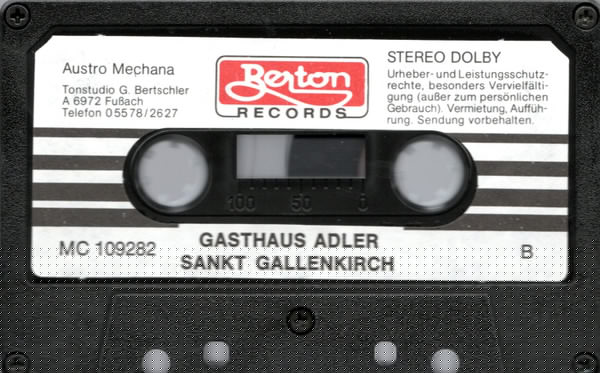 Austro Mechana
Tonstudio G. Bertschler
A 6972 Fußach
Telefon 05578/2627
Berton
RECORDS
STEREO DOLBY
Urheber- und Leistungsschutz-
rechte, besonders Vervielfälti-
gung (außer zum persönlichen
Gebrauch). Vermietung, Auffüh-
rung. Sendung vorbehalten.
100 50 0
MC 109282
GASTHAUS ADLER
SANKT GALLENKIRCH
B